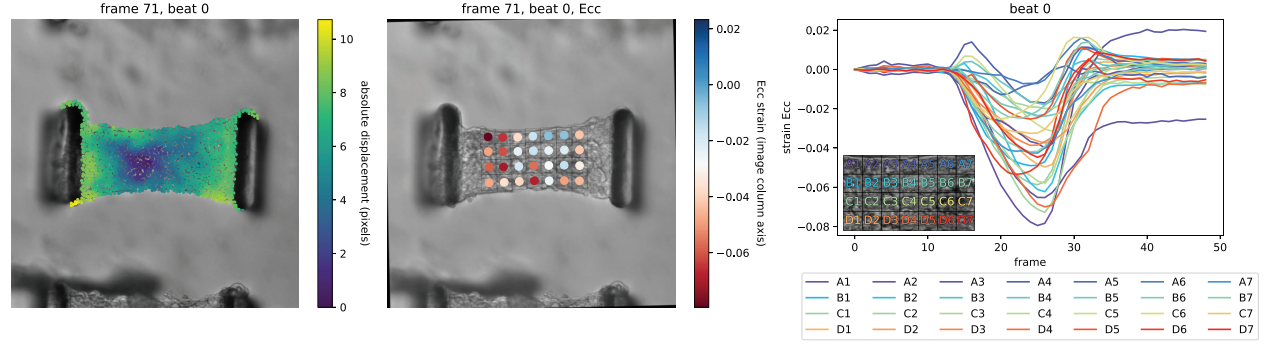 frame 71, beat 0
10
8
6
4
2
0
absolute displacement (pixels)
frame 71, beat 0, Ecc
0.02
0.00
−0.02
−0.04
−0.06
Ecc strain (image column axis)
beat 0
strain Ecc
0.02
0.00
−0.02
−0.04
−0.06
−0.08
B1 B2 B3 B4 B5 B6 B7
C1 C2 C3 C4 C5 C6 C7
D1 D2 D3 D4 D5 D6 D7
0 10 20 30 40 50
frame
A1 A2 A3 A4 A5 A6 A7
B1 B2 B3 B4 B5 B6 B7
C1 C2 C3 C4 C5 C6 C7
D1 D2 D3 D4 D5 D6 D7